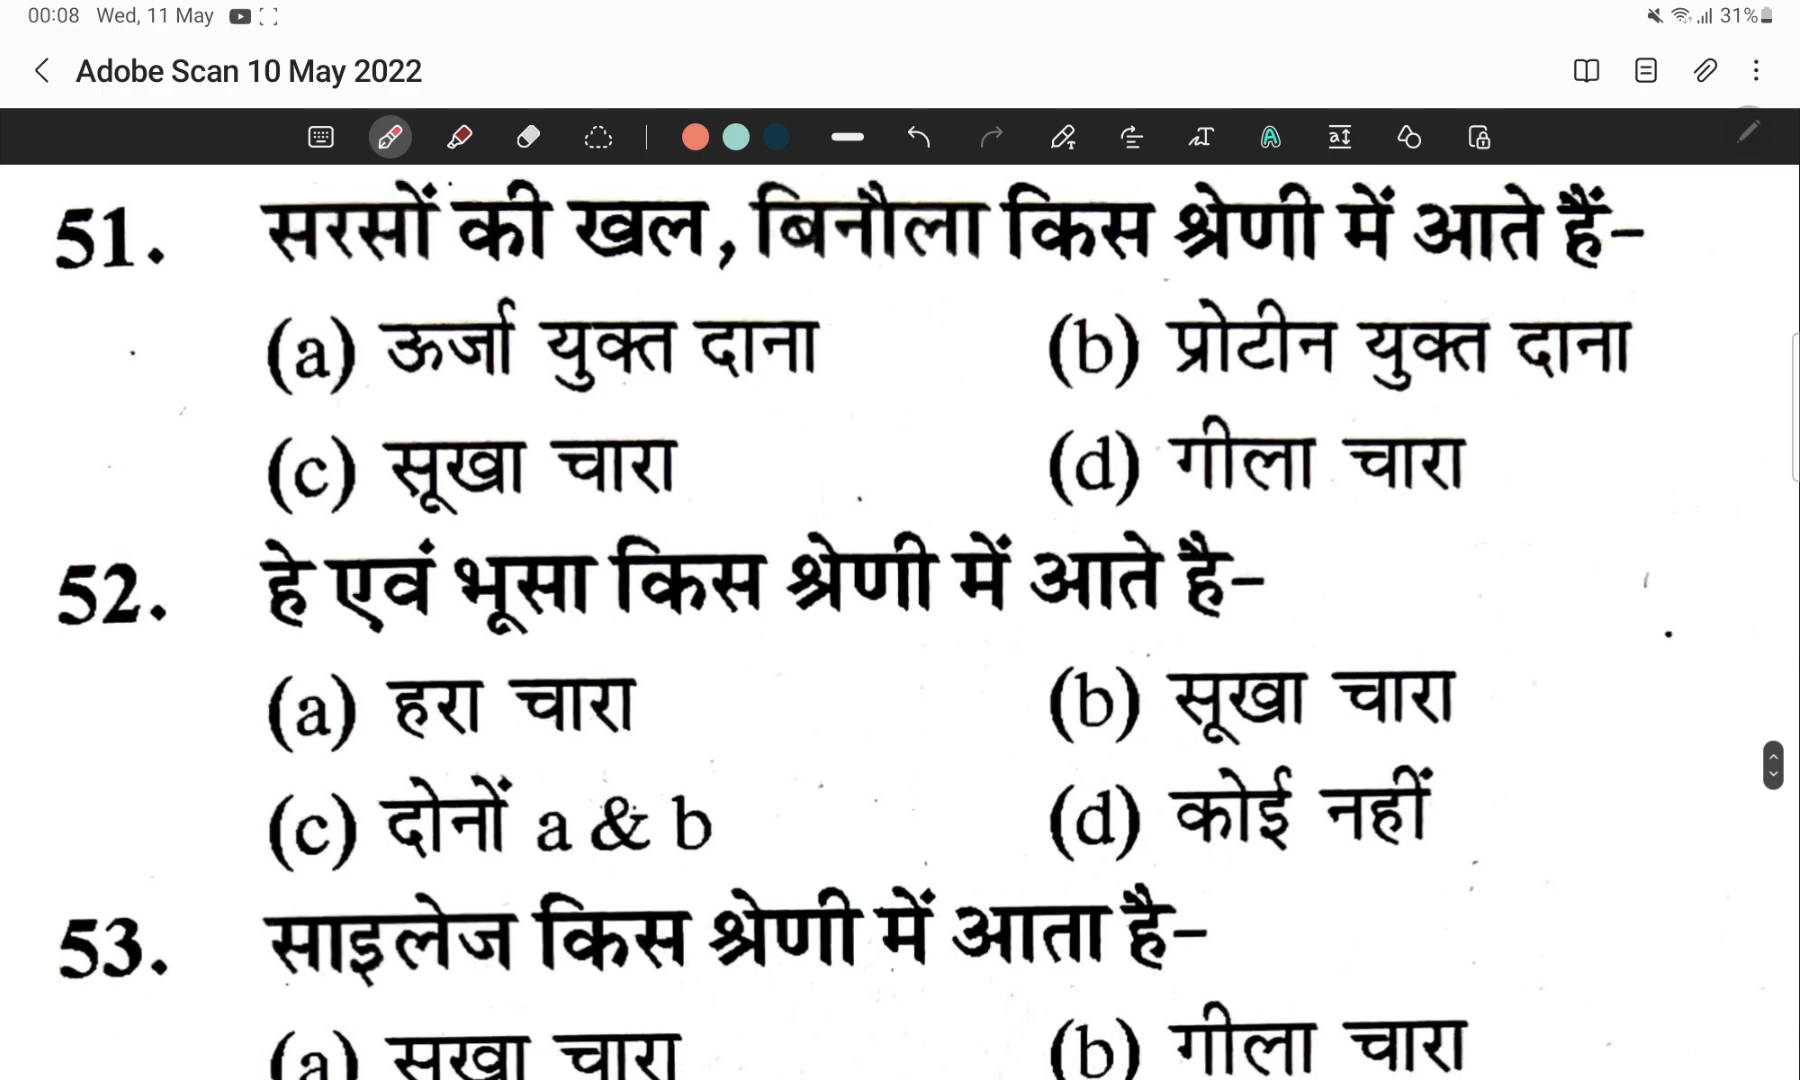 00:08 Wed, 11 May 31%
Adobe Scan 10 May 2022
51. सरसों की खल, बिनौला किस श्रेणी में आते हैं-
(a) ऊर्जा युक्त दाना (b) प्रोटीन युक्त दाना
(c) सूखा चारा (d) गीला चारा
52. हे एवं भूसा किस श्रेणी में आते है-
(a) हरा चारा (b) सूखा चारा
(c) दोनों a & b (d) कोई नहीं
53. साइलेज किस श्रेणी में आता है-
(a) सूखा चारा (b) गीला चारा